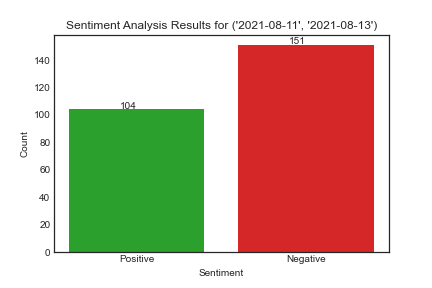 Sentiment Analysis Results for ('2021-08-11', '2021-08-13')
151
140
120
104
100
80
60
40
20
0
Count
Positive
Negative
Sentiment